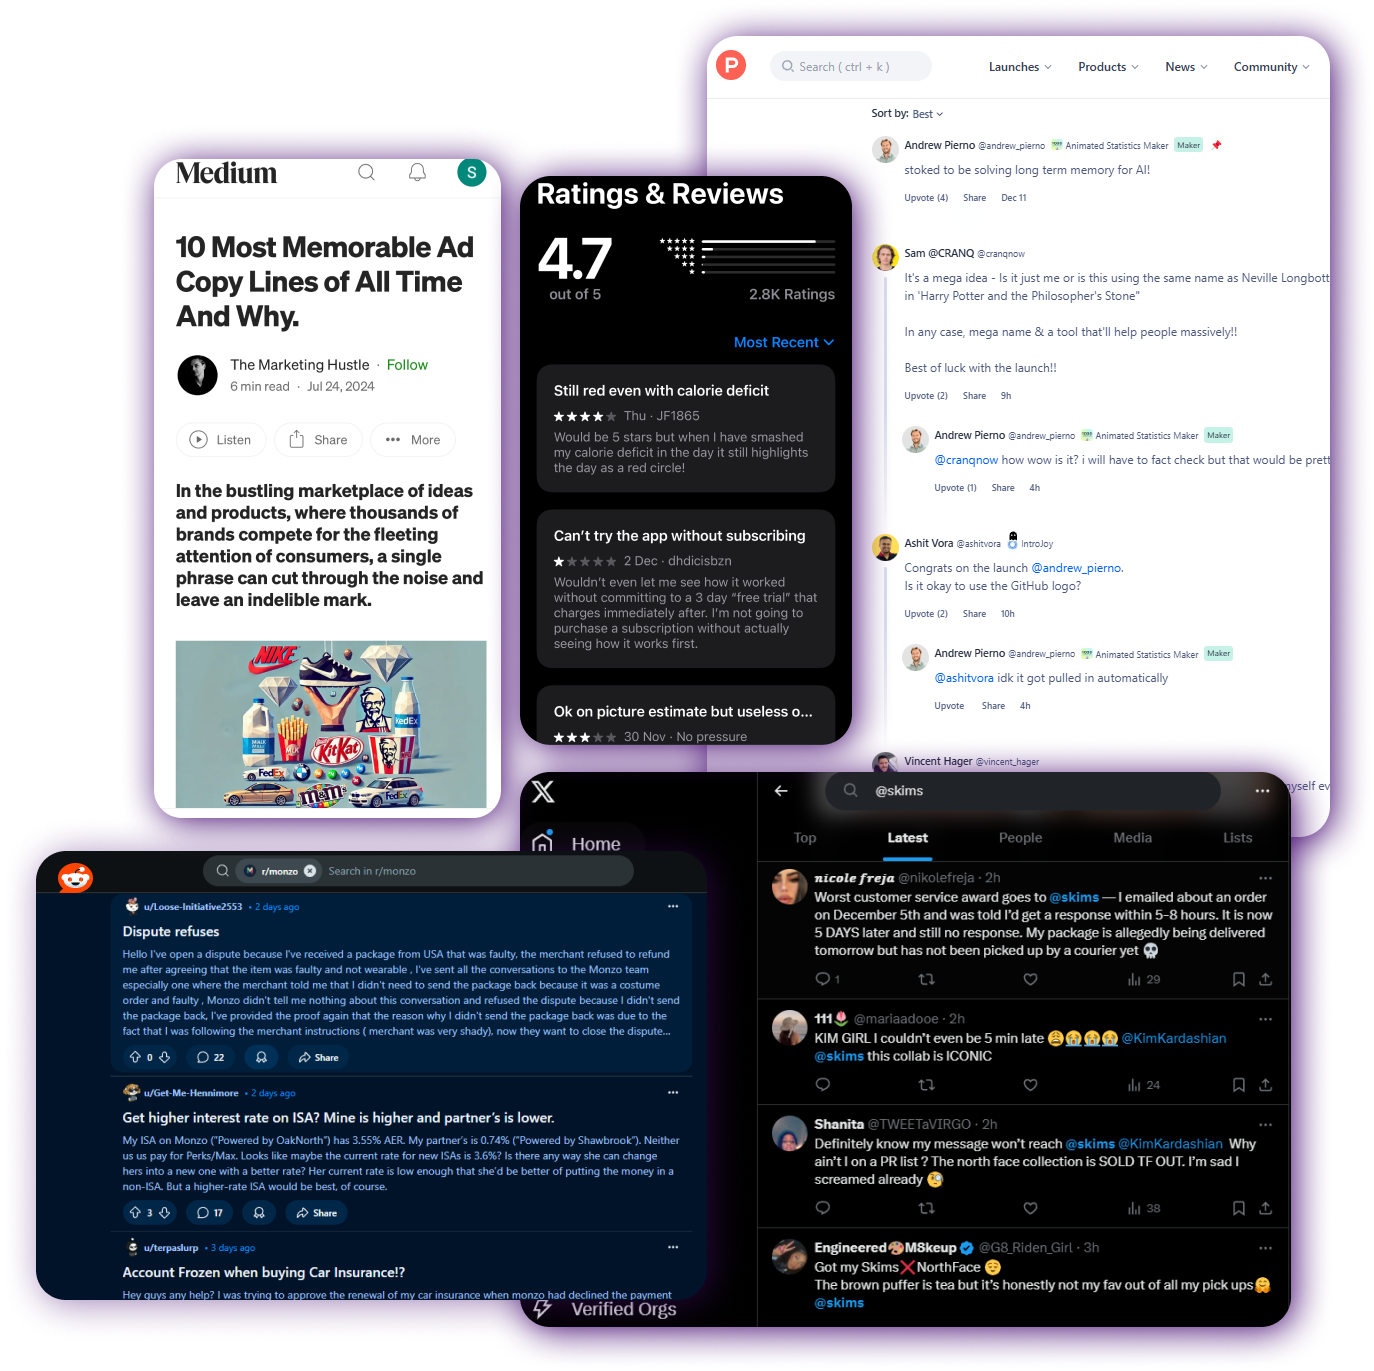 Medium
S
10 Most Memorable Ad
Copy Lines of All Time
And Why.
The Marketing Hustle · Follow
6 min read · Jul 24, 2024
Listen
Share
More
In the bustling marketplace of ideas
and products, where thousands of
brands compete for the fleeting
attention of consumers, a single
phrase can cut through the noise and
leave an indelible mark.
NIKE
KFC
KedEx
MALK
KitKat
FedEx
BMW
m&m's
FedEx
Ratings & Reviews
4.7
out of 5
2.8K Ratings
Most Recent
Still red even with calorie deficit
Thu · JF1865
Would be 5 stars but when I have smashed
my calorie deficit in the day it still highlights
the day as a red circle!
Can't try the app without subscribing
2 Dec · dhdicisbzn
Wouldn't even let me see how it worked
without committing to a 3 day "free trial" that
charges immediately after. I'm not going to
purchase a subscription without actually
seeing how it works first.
Ok on picture estimate but useless o...
30 Nov · No pressure
P
Search ( ctrl + k )
Launches
Products
News
Community
Sort by: Best
Andrew Pierno @andrew_pierno Animated Statistics Maker Maker
stoked to be solving long term memory for AI!
Upvote (4) Share Dec 11
Sam @CRANQ @cranqnow
It's a mega idea - Is it just me or is this using the same name as Neville Longbott
in 'Harry Potter and the Philosopher's Stone"
In any case, mega name & a tool that'll help people massively!!
Best of luck with the launch!!
Upvote (2) Share 9h
Andrew Pierno @andrew_pierno Animated Statistics Maker Maker
@cranqnow how wow is it? i will have to fact check but that would be prett
Upvote (1) Share 4h
Ashit Vora @ashitvora IntroJoy
Congrats on the launch @andrew_pierno.
Is it okay to use the GitHub logo?
Upvote (2) Share 10h
Andrew Pierno @andrew_pierno Animated Statistics Maker Maker
@ashitvora idk it got pulled in automatically
Upvote Share 4h
Vincent Hager @vincent_hager
nyself ev
X
Home
Verified Orgs
@skims
Top
Latest
People
Media
Lists
nicole freja @nikolefreja · 2h
Worst customer service award goes to @skims — I emailed about an order
on December 5th and was told I'd get a response within 5-8 hours. It is now
5 DAYS later and still no response. My package is allegedly being delivered
tomorrow but has not been picked up by a courier yet 💀
1
29
111🌷 @mariaadooe · 2h
KIM GIRL I couldn't even be 5 min late 😩😭😭😭 @KimKardashian
@skims this collab is ICONIC
24
Shanita @TWEETaVIRGO · 2h
Definitely know my message won't reach @skims @KimKardashian Why
ain't I on a PR list ? The north face collection is SOLD TF OUT. I'm sad I
screamed already 🧐
38
Engineered🎨M8keup @G8_Riden_Girl · 3h
Got my Skims❌NorthFace 😌
The brown puffer is tea but it's honestly not my fav out of all my pick ups🤗
@skims
r/monzo
Search in r/monzo
u/Loose-Initiative2553 • 2 days ago
Dispute refuses
Hello I've open a dispute because I've received a package from USA that was faulty, the merchant refused to refund
me after agreeing that the item was faulty and not wearable , I've sent all the conversations to the Monzo team
especially one where the merchant told me that I didn't need to send the package back because it was a costume
order and faulty , Monzo didn't tell me nothing about this conversation and refused the dispute because I didn't send
the package back, I've provided the proof again that the reason why I didn't send the package back was due to the
fact that I was following the merchant instructions ( merchant was very shady), now they want to close the dispute...
0
22
Share
u/Get-Me-Hennimore • 2 days ago
Get higher interest rate on ISA? Mine is higher and partner's is lower.
My ISA on Monzo ("Powered by OakNorth") has 3.55% AER. My partner's is 0.74% ("Powered by Shawbrook"). Neither
us us pay for Perks/Max. Looks like maybe the current rate for new ISAs is 3.6%? Is there any way she can change
hers into a new one with a better rate? Her current rate is low enough that she'd be better of putting the money in a
non-ISA. But a higher-rate ISA would be best, of course.
3
17
Share
u/terpaslurp • 3 days ago
Account Frozen when buying Car Insurance!?
Hey guys any help? I was trying to approve the renewal of my car insurance when monzo had declined the payment